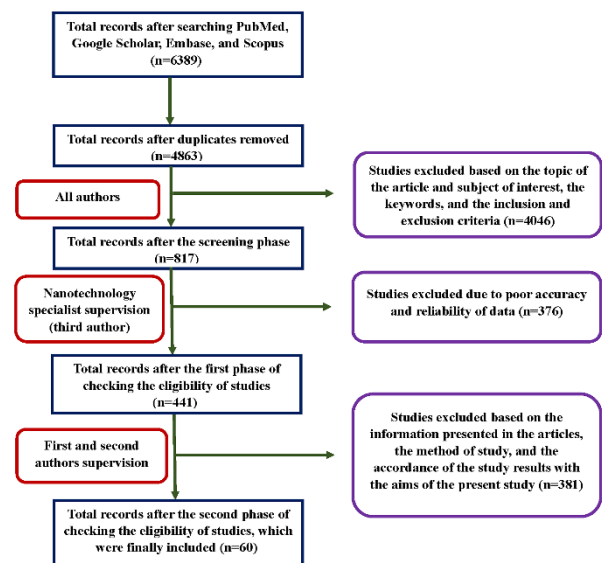 Total records after searching PubMed,
Google Scholar, Embase, and Scopus
(n=6389)
Total records after duplicates removed
(n=4863)
All authors
Studies excluded based on the topic of
the article and subject of interest, the
keywords, and the inclusion and
exclusion criteria (n=4046)
Total records after the screening phase
(n=817)
Nanotechnology
specialist supervision
(third author)
Studies excluded due to poor accuracy
and reliability of data (n=376)
Total records after the first phase of
checking the eligibility of studies
(n=441)
First and second
authors supervision
Studies excluded based on the
information presented in the articles,
the method of study, and the
accordance of the study results with
the aims of the present study (n=381)
Total records after the second phase of
checking the eligibility of studies, which
were finally included (n=60)